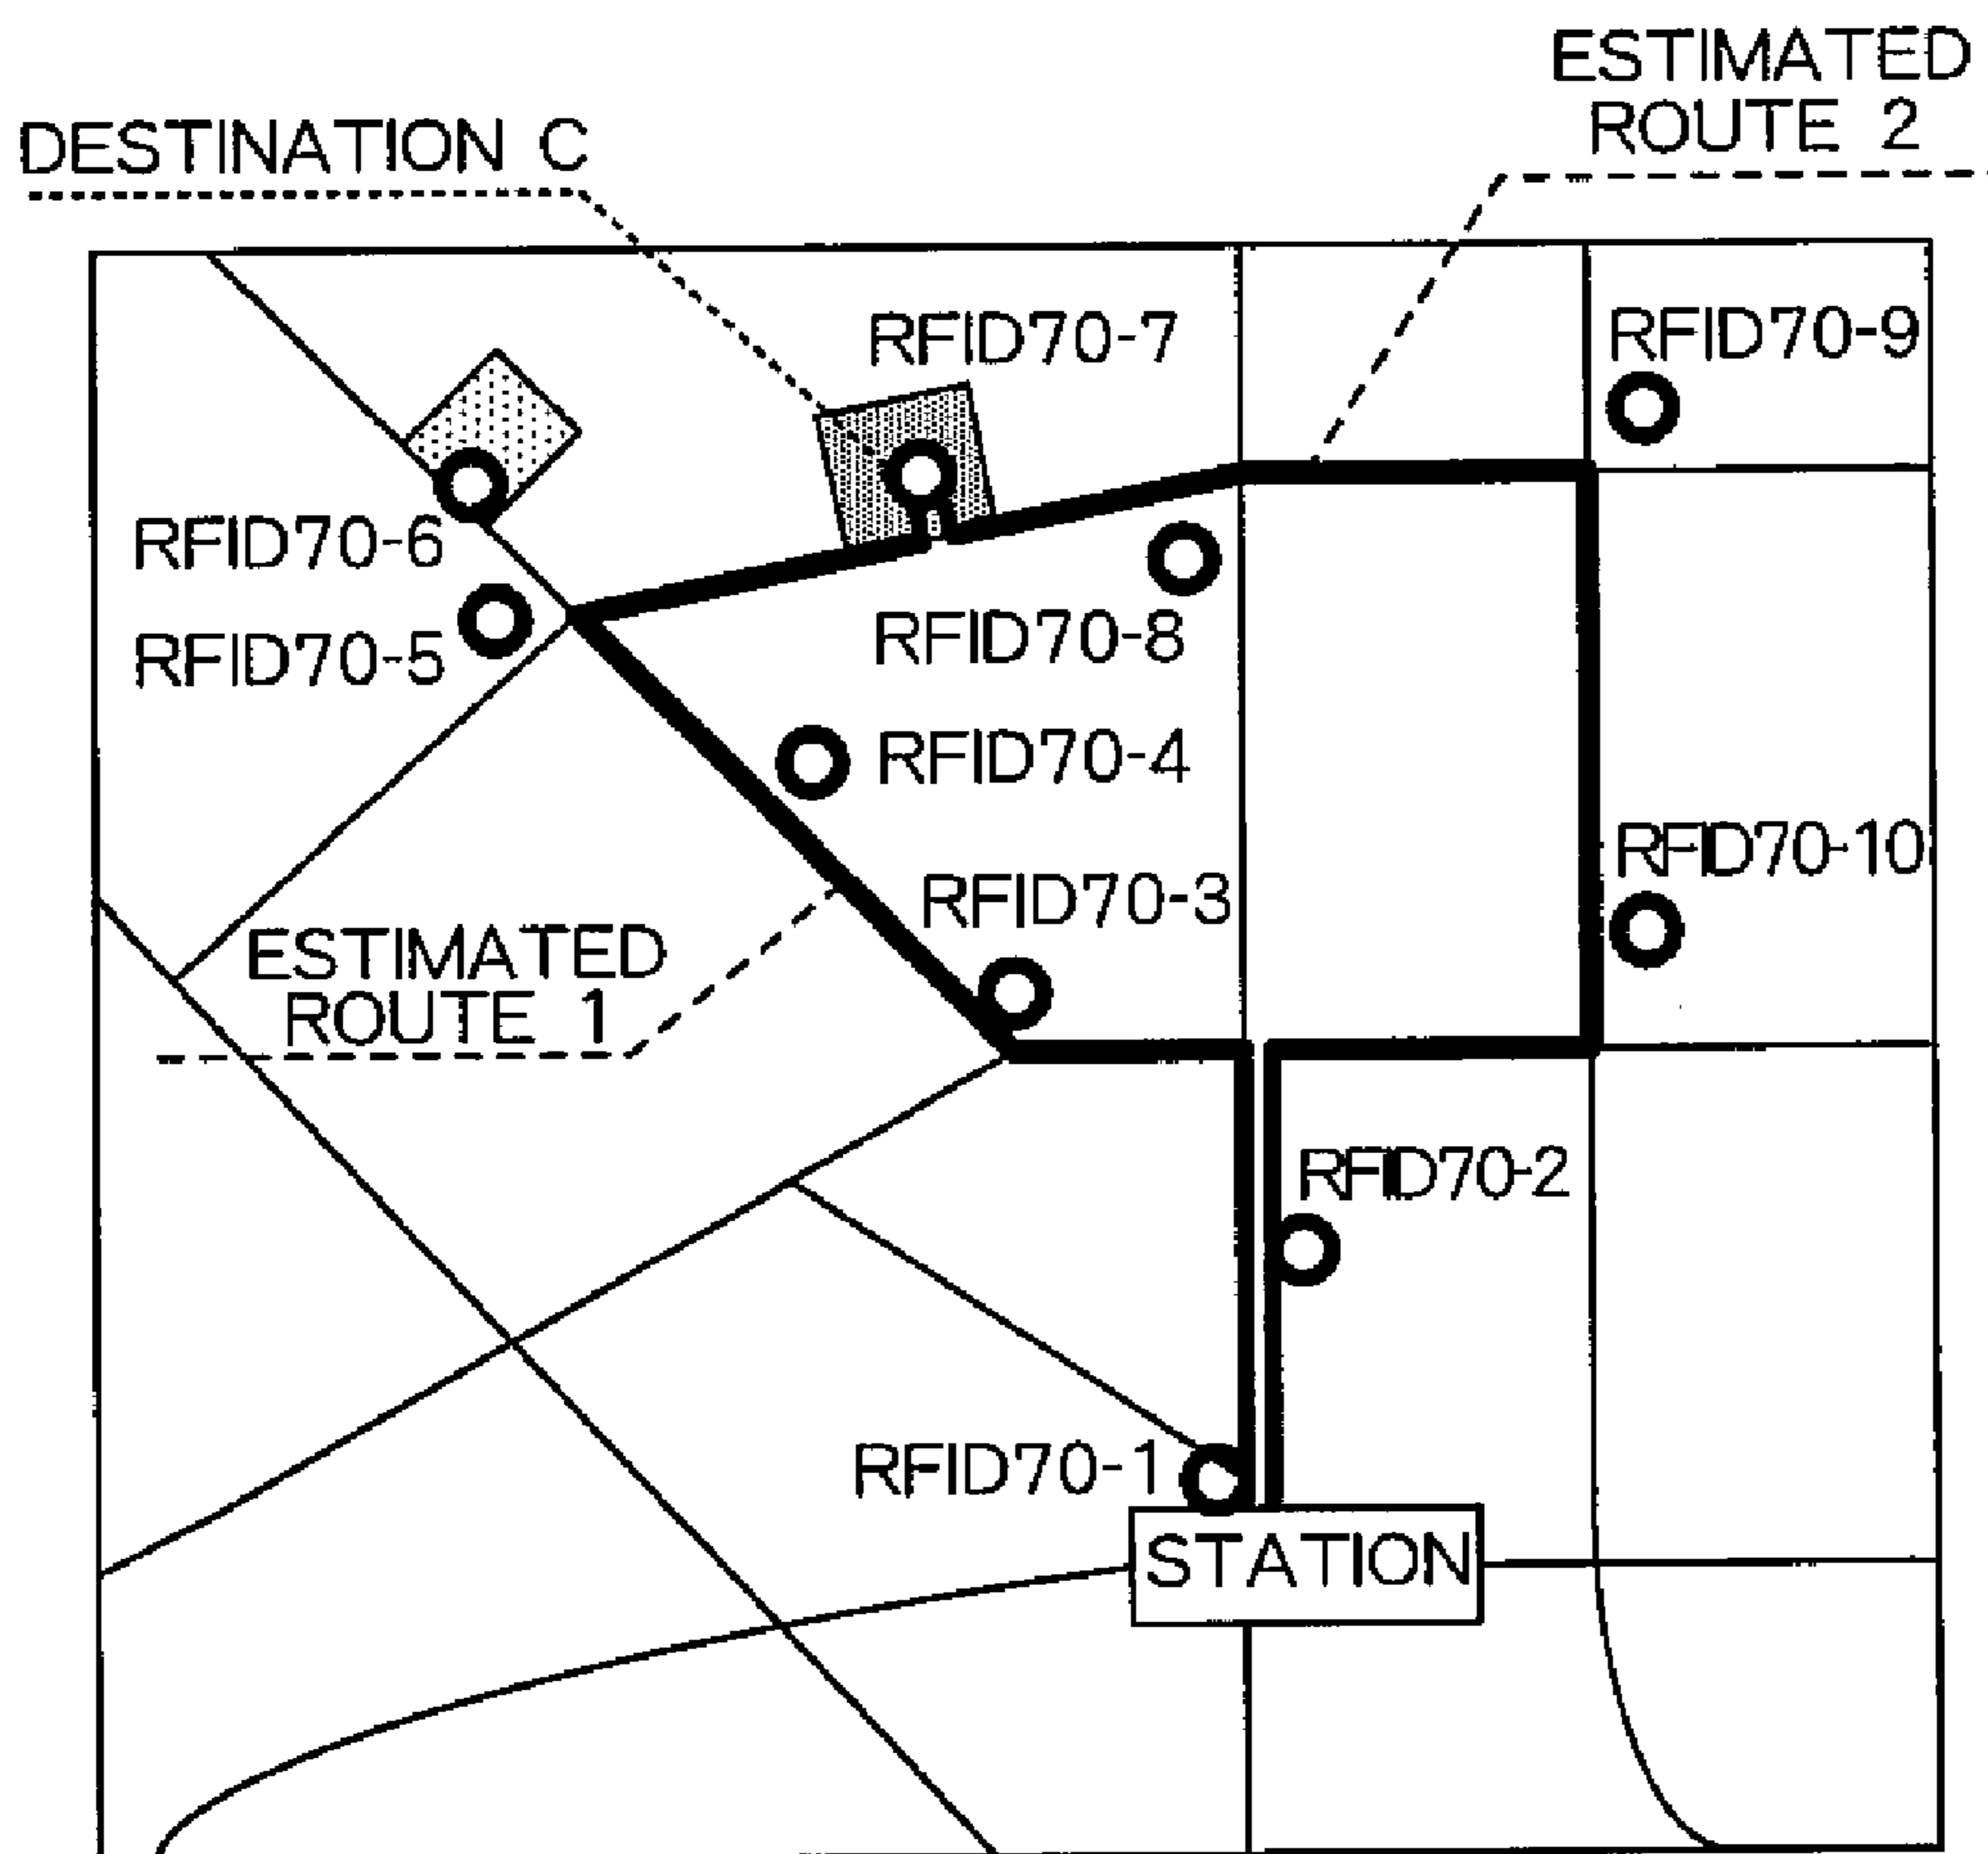 ESTIMATED
ROUTE 2
DESTINATION C
RFID70-7
RFID70-9
RFID70-6
RFID70-5
RFID70-8
RFID70-4
RFID70-10
RFID70-3
ESTIMATED
ROUTE 1
RFID70-2
RFID70-1
STATION